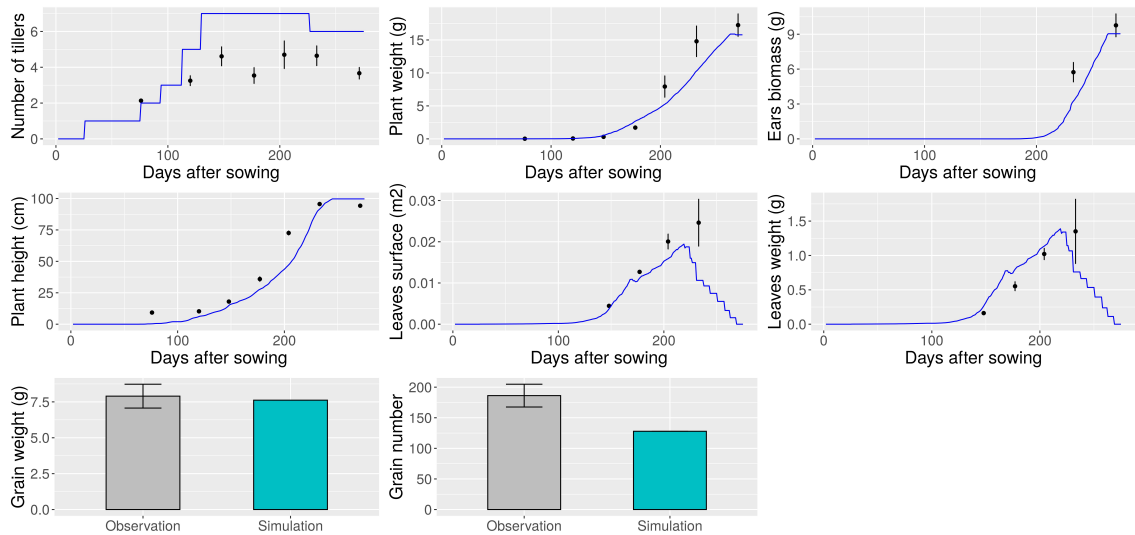 Number of tillers
6
4
2
0
0
100
200
Days after sowing
Plant weight (g)
15
10
5
0
0
100
200
Days after sowing
Ears biomass (g)
9
6
3
0
0
100
200
Days after sowing
Plant height (cm)
100
75
50
25
0
0
100
200
Days after sowing
Leaves surface (m2)
0.03
0.02
0.01
0.00
0
100
200
Days after sowing
Leaves weight (g)
1.5
1.0
0.5
0.0
0
100
200
Days after sowing
Grain weight (g)
7.5
5.0
2.5
0.0
Observation
Simulation
Grain number
200
150
100
50
0
Observation
Simulation